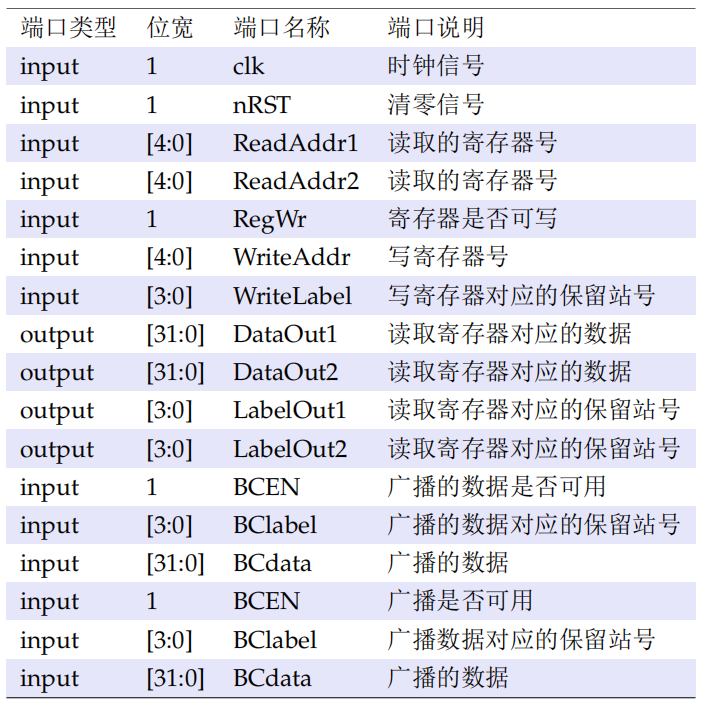 端口类型 位宽 端口名称 端口说明
input 1 clk 时钟信号
input 1 nRST 清零信号
input [4:0] ReadAddr1 读取的寄存器号
input [4:0] ReadAddr2 读取的寄存器号
input 1 RegWr 寄存器是否可写
input [4:0] WriteAddr 写寄存器号
input [3:0] WriteLabel 写寄存器对应的保留站号
output [31:0] DataOut1 读取寄存器对应的数据
output [31:0] DataOut2 读取寄存器对应的数据
output [3:0] LabelOut1 读取寄存器对应的保留站号
output [3:0] LabelOut2 读取寄存器对应的保留站号
input 1 BCEN 广播的数据是否可用
input [3:0] BClabel 广播的数据对应的保留站号
input [31:0] BCdata 广播的数据
input 1 BCEN 广播是否可用
input [3:0] BClabel 广播数据对应的保留站号
input [31:0] BCdata 广播的数据